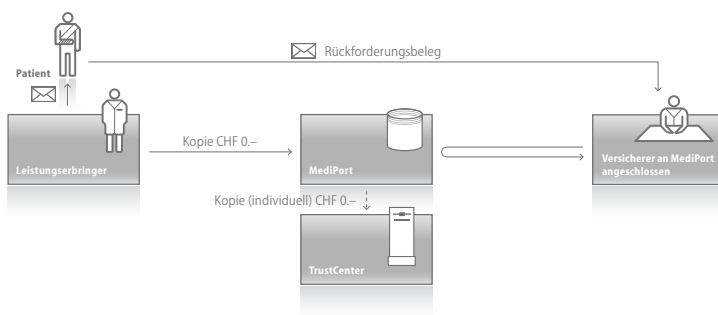 Rückforderungsbeleg
Patient
Kopie CHF 0.–
Leistungserbringer
MediPort
Versicherer an MediPort
angeschlossen
Kopie (individuell) CHF 0.–
TrustCenter